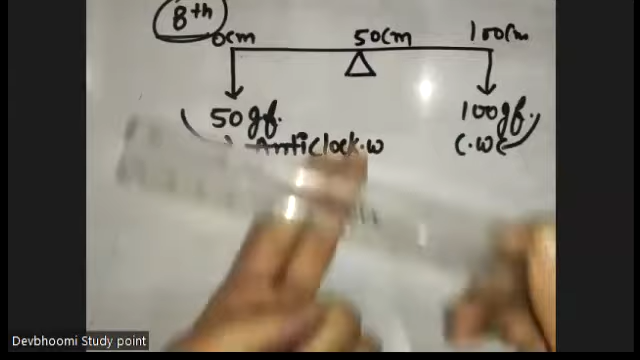 8th
0cm 50cm 100cm
50gf. 100gf.
Anticlock.w C.W
Devbhoomi Study point